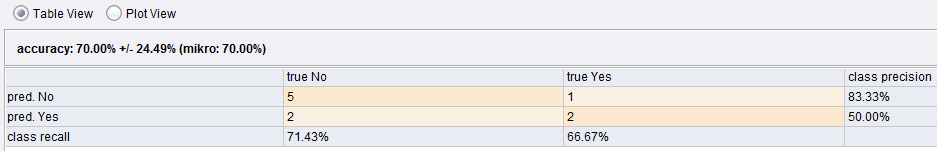 Table View Plot View
accuracy: 70.00% +/- 24.49% (mikro: 70.00%)
true No true Yes class precision
pred. No 5 1 83.33%
pred. Yes 2 2 50.00%
class recall 71.43% 66.67%